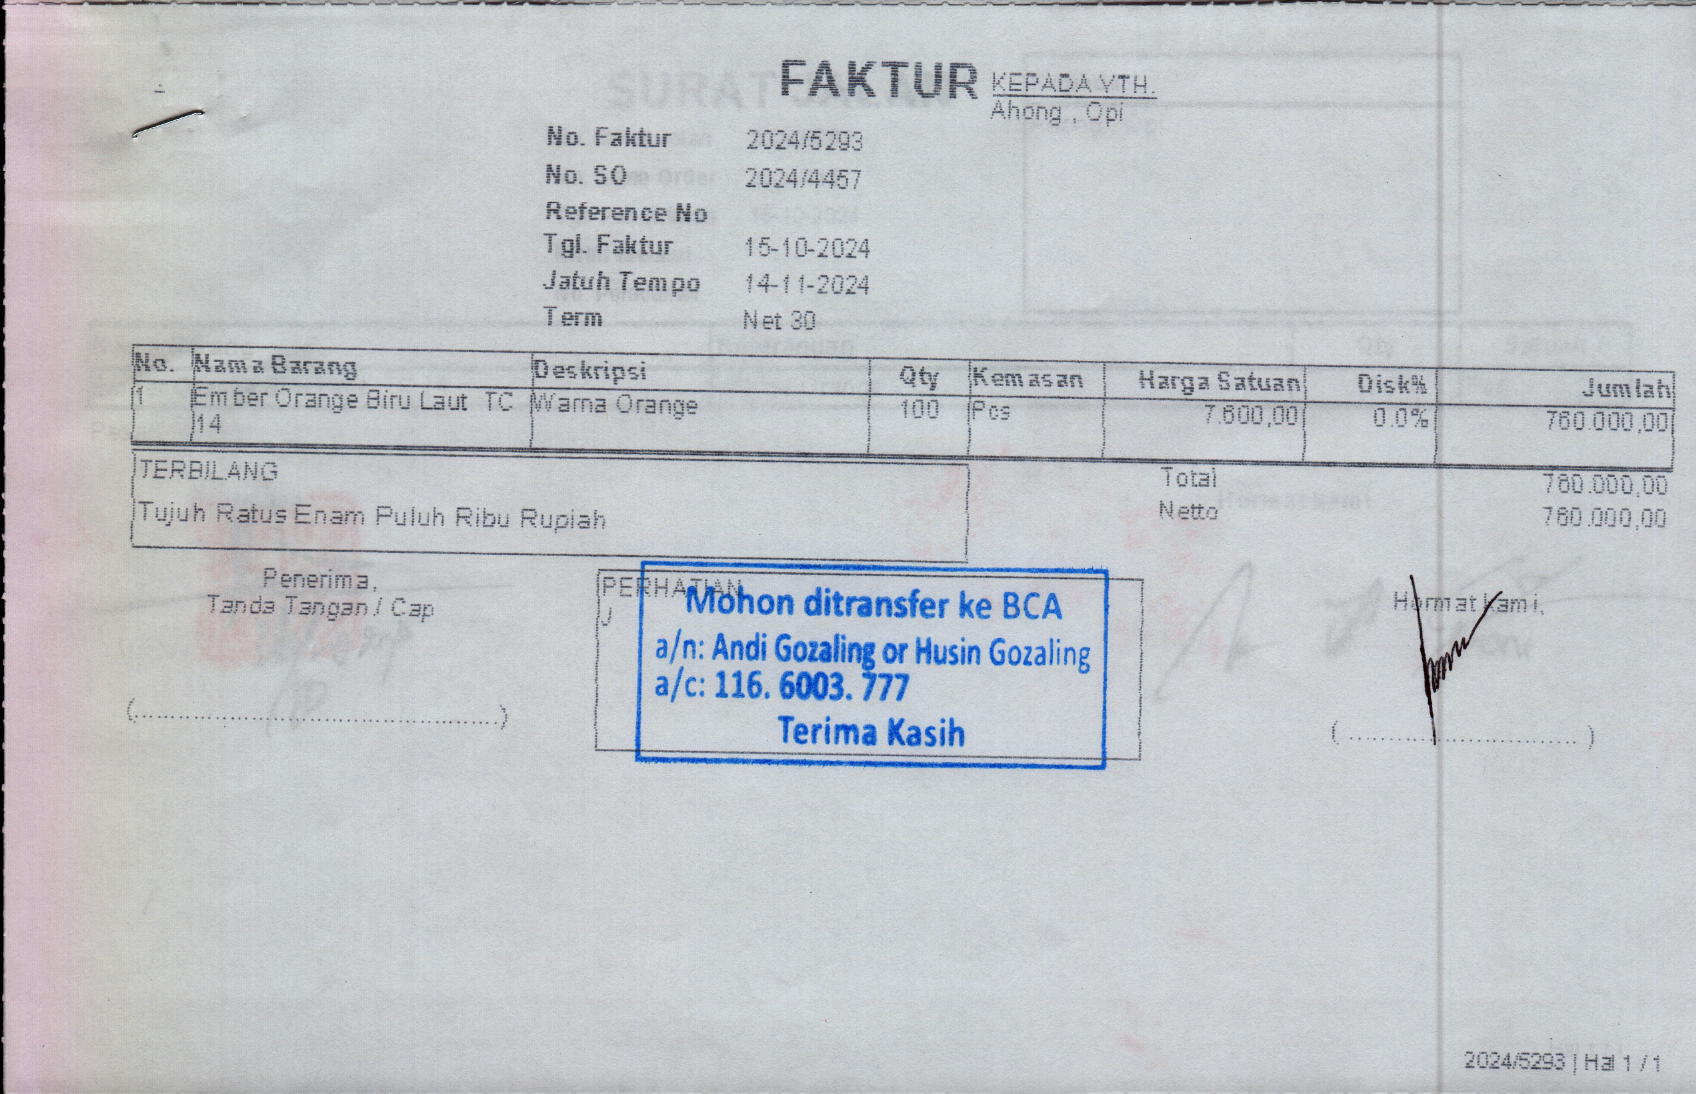 FAKTUR
KEPADA YTH.
Ahong , Opi
No. Faktur 2024/5293
No. SO 2024/4457
Reference No
Tgl. Faktur 15-10-2024
Jatuh Tempo 14-11-2024
Term Net 30
No. Nama Barang Deskripsi Qty Kemasan Harga Satuan Disk% Jumlah
1 Ember Orange Biru Laut TC Warna Orange 100 Pcs 7.600,00 0.0% 760.000,00
14
TERBILANG Total 760.000,00
Tujuh Ratus Enam Puluh Ribu Rupiah Netto 760.000,00
Penerima,
Tanda Tangan / Cap
PERHATIAN
J
Mohon ditransfer ke BCA
a/n: Andi Gozaling or Husin Gozaling
a/c: 116. 6003. 777
Terima Kasih
Hormat kami,
2024/5293 | Hal 1 / 1